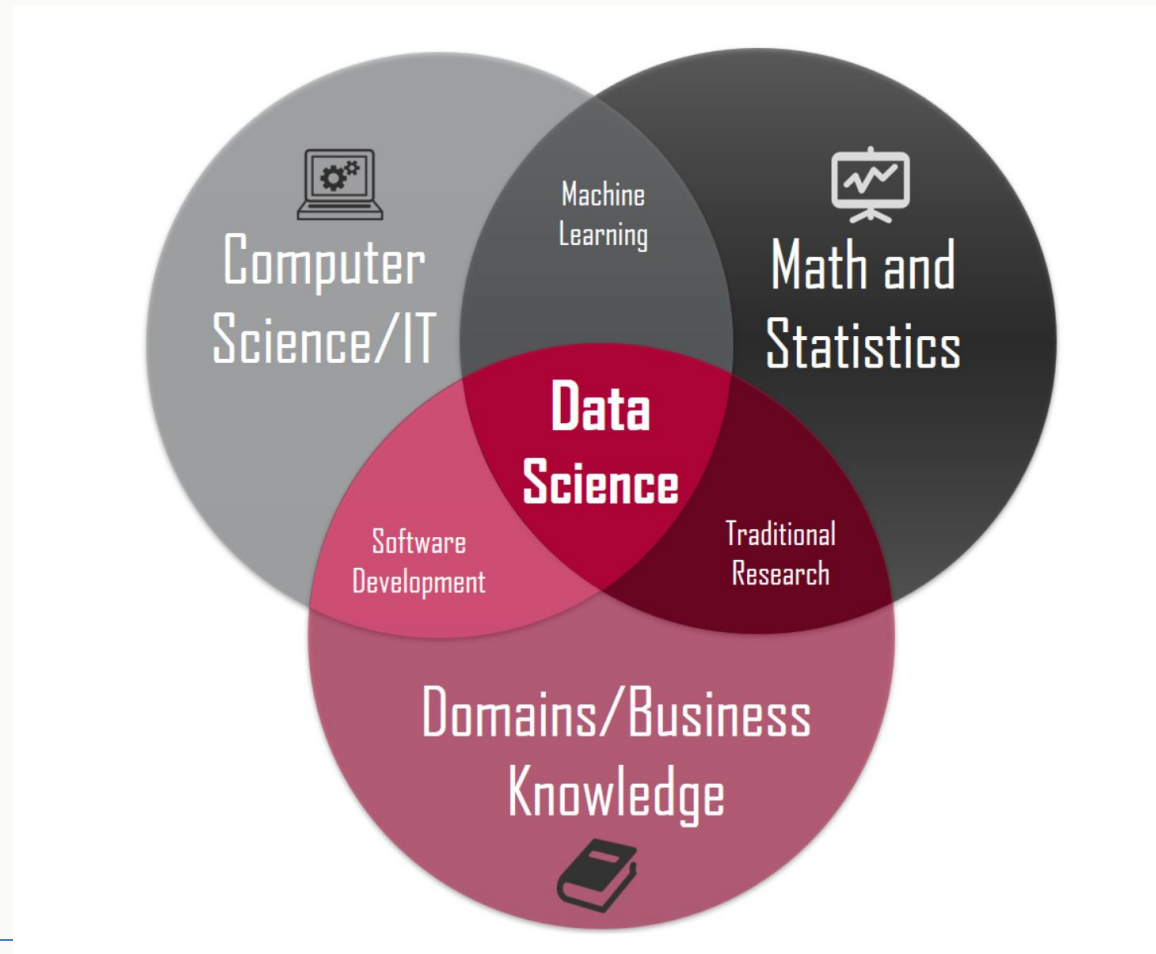 Computer
Science/IT
Machine
Learning
Math and
Statistics
Data
Science
Software
Development
Traditional
Research
Domains/Business
Knowledge